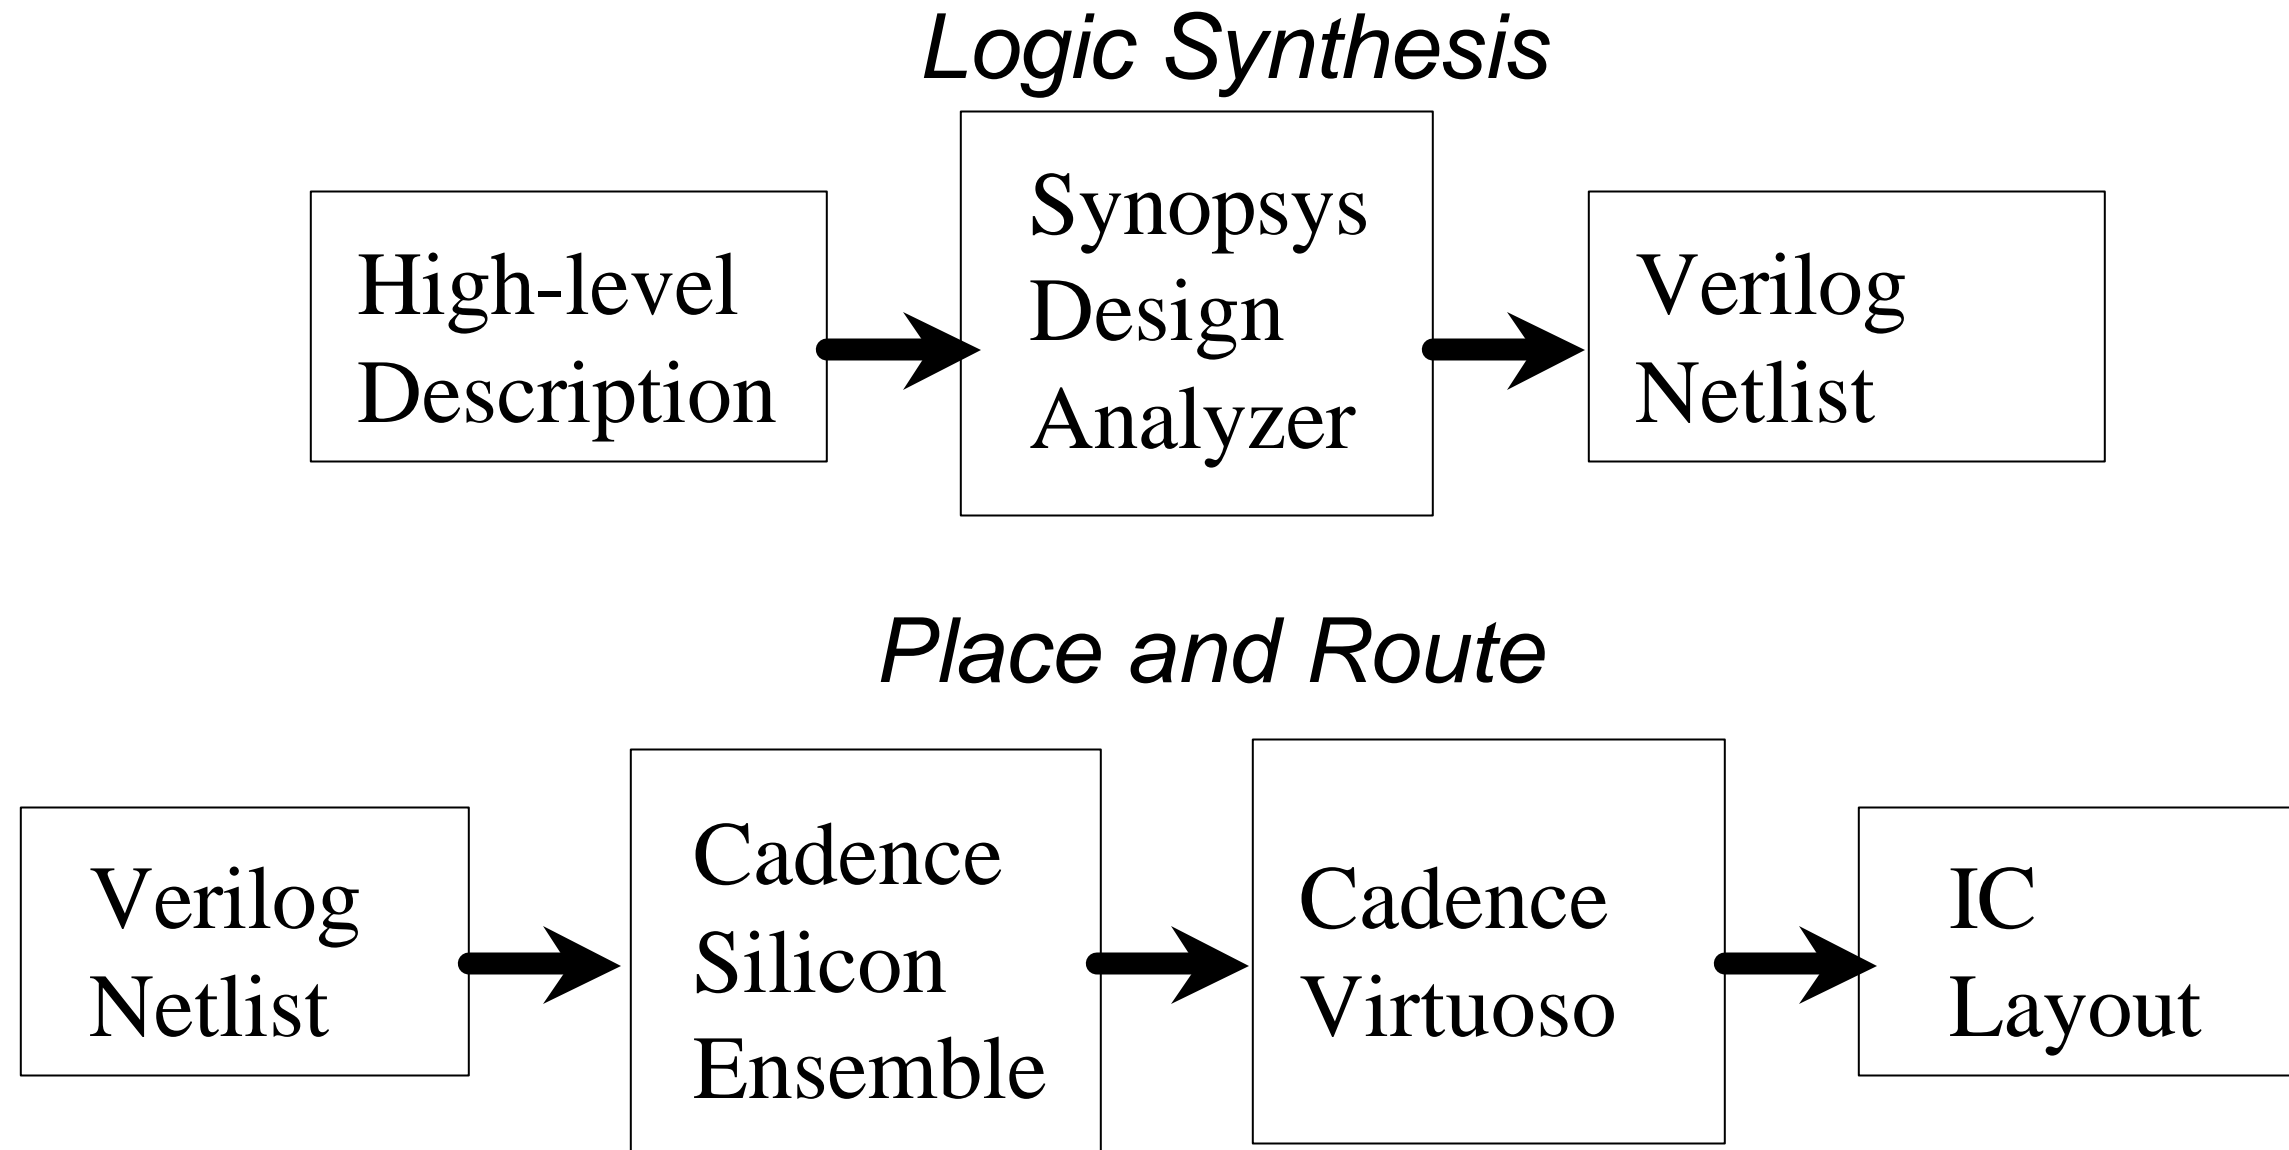 Logic Synthesis
High-level
Description
Synopsys
Design
Analyzer
Verilog
Netlist
Place and Route
Verilog
Netlist
Cadence
Silicon
Ensemble
Cadence
Virtuoso
IC
Layout